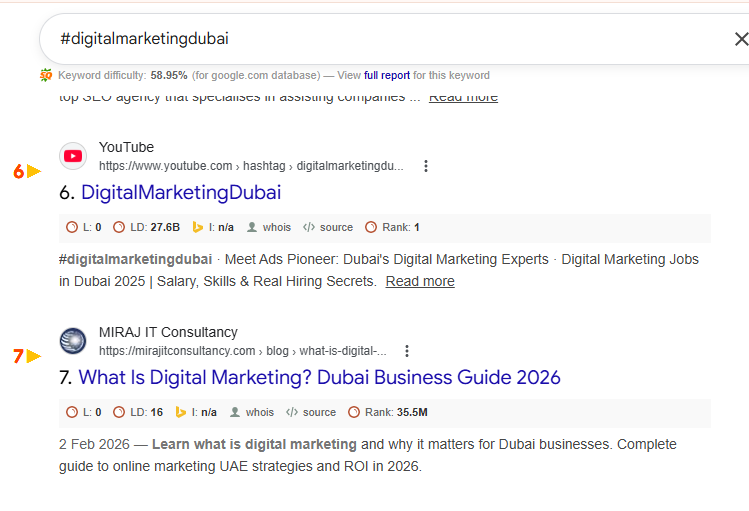 #digitalmarketingdubai
Keyword difficulty: 58.95% (for google.com database) — View full report for this keyword
top SEO agency that specialises in assisting companies ... Read more
6
YouTube
https://www.youtube.com › hashtag › digitalmarketingdu...
6. DigitalMarketingDubai
L: 0 LD: 27.6B I: n/a whois source Rank: 1
#digitalmarketingdubai · Meet Ads Pioneer: Dubai's Digital Marketing Experts · Digital Marketing Jobs
in Dubai 2025 | Salary, Skills & Real Hiring Secrets. Read more
7
MIRAJ IT Consultancy
https://mirajitconsultancy.com › blog › what-is-digital-...
7. What Is Digital Marketing? Dubai Business Guide 2026
L: 0 LD: 16 I: n/a whois source Rank: 35.5M
2 Feb 2026 — Learn what is digital marketing and why it matters for Dubai businesses. Complete
guide to online marketing UAE strategies and ROI in 2026.